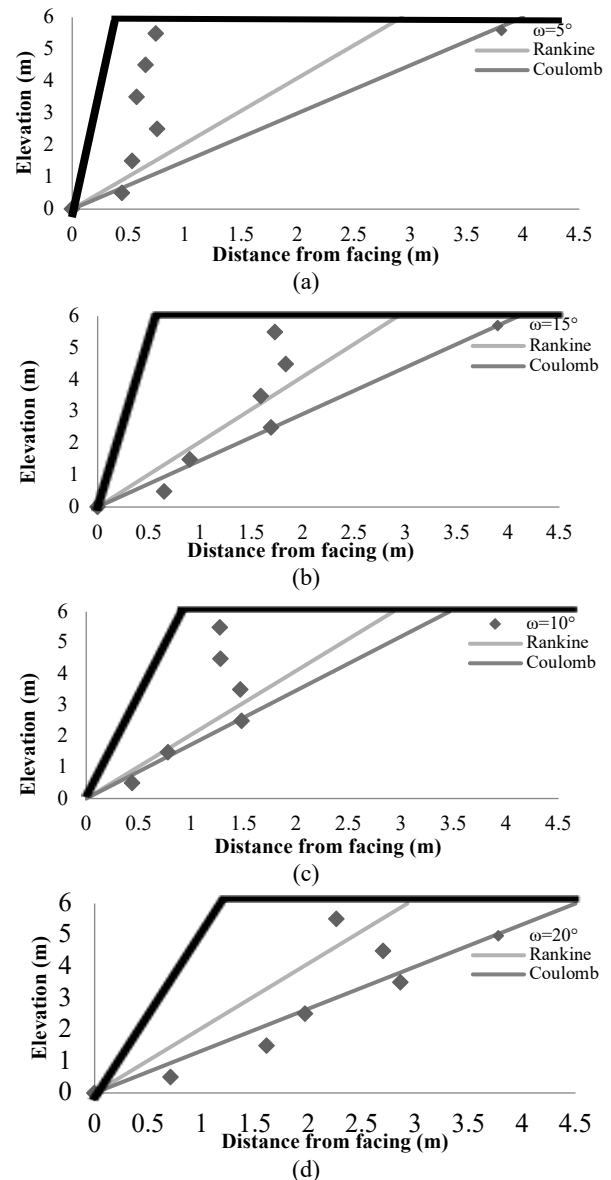 6
5
4
3
2
1
0
Elevation (m)
ω=5°
Rankine
Coulomb
0 0.5 1 1.5 2 2.5 3 3.5 4 4.5
Distance from facing (m)
(a)
6
5
4
3
2
1
0
Elevation (m)
ω=15°
Rankine
Coulomb
0 0.5 1 1.5 2 2.5 3 3.5 4 4.5
Distance from facing (m)
(b)
6
5
4
3
2
1
0
Elevation (m)
ω=10°
Rankine
Coulomb
0 0.5 1 1.5 2 2.5 3 3.5 4 4.5
Distance from facing (m)
(c)
6
5
4
3
2
1
0
Elevation (m)
ω=20°
Rankine
Coulomb
0 0.5 1 1.5 2 2.5 3 3.5 4 4.5
Distance from facing (m)
(d)